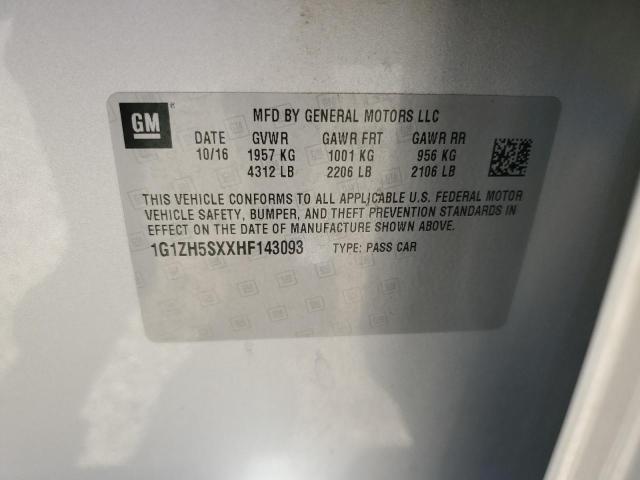 GM
MFD BY GENERAL MOTORS LLC
DATE GVWR GAWR FRT GAWR RR
10/16 1957 KG 1001 KG 956 KG
4312 LB 2206 LB 2106 LB
THIS VEHICLE CONFORMS TO ALL APPLICABLE U.S. FEDERAL MOTOR
VEHICLE SAFETY, BUMPER, AND THEFT PREVENTION STANDARDS IN
EFFECT ON THE DATE OF MANUFACTURE SHOWN ABOVE.
1G1ZH5SXXHF143093 TYPE: PASS CAR